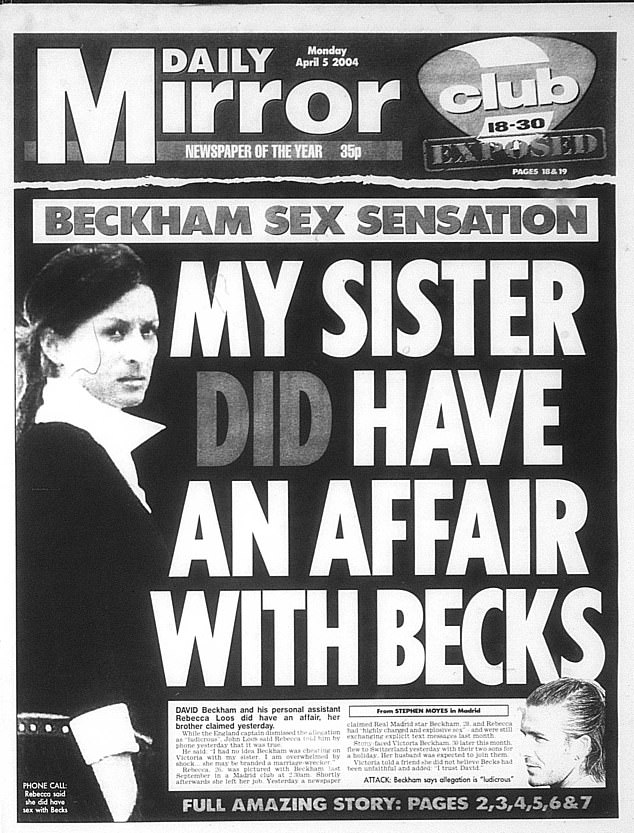 DAILY
Mirror
Monday
April 5 2004
NEWSPAPER OF THE YEAR 35p
club
18-30
EXPOSED
PAGES 18 & 19
BECKHAM SEX SENSATION
MY SISTER
DID HAVE
AN AFFAIR
WITH BECKS
DAVID Beckham and his personal assistant
Rebecca Loos did have an affair, her
brother claimed yesterday.
While the England captain dismissed the allegation
as "ludicrous", John Loos said Rebecca told him by
phone yesterday that it was true.
He said: "I had no idea Beckham was cheating on
Victoria with my sister. I am overwhelmed by
shock... she may be branded a marriage-wrecker."
Rebecca, 26, was pictured with Beckham last
September in a Madrid club at 2.30am. Shortly
afterwards she left her job. Yesterday a newspaper
From STEPHEN MOYES in Madrid
claimed Real Madrid star Beckham, 28, and Rebecca
had "highly charged and explosive sex" - and were still
exchanging explicit text messages last month.
Stony-faced Victoria Beckham, 30 later this month,
flew to Switzerland yesterday with their two sons for
a holiday. Her husband was expected to join them.
Victoria told a friend she did not believe Becks had
been unfaithful and added: "I trust David."
ATTACK: Beckham says allegation is "ludicrous"
PHONE CALL:
Rebecca said
she did have
sex with Becks
FULL AMAZING STORY: PAGES 2,3,4,5,6&7